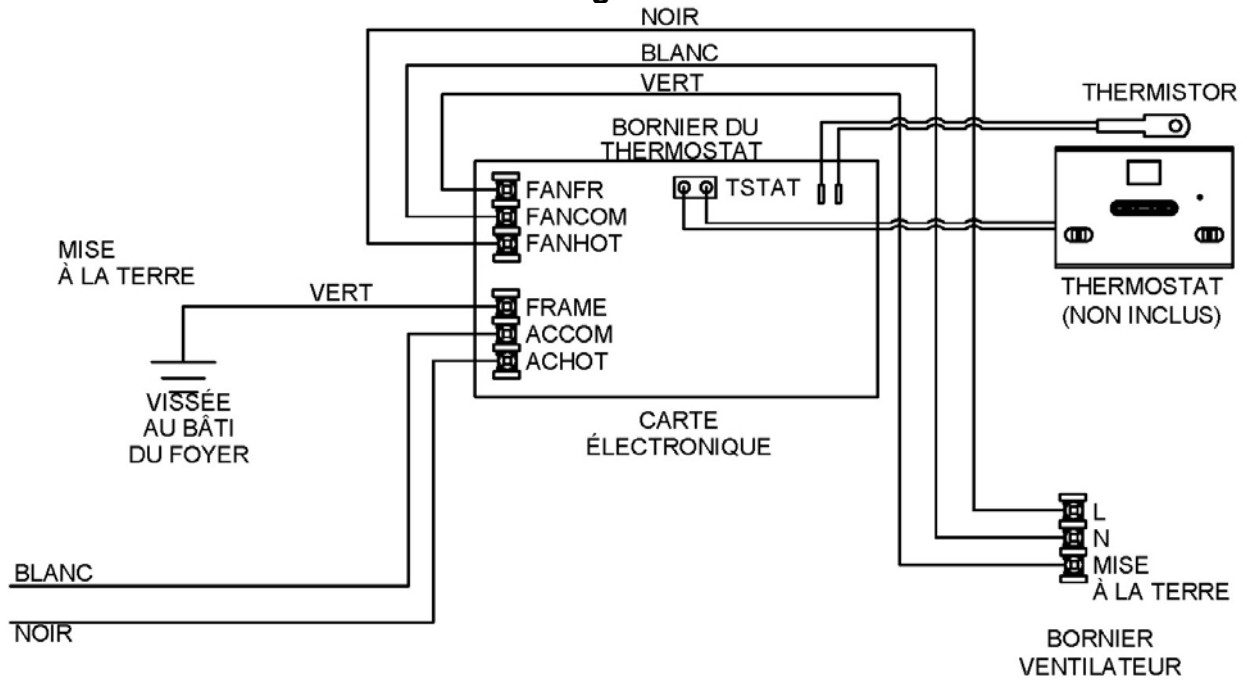 NOIR
BLANC
VERT
THERMISTOR
BORNIER DU
THERMOSTAT
FANFR
TSTAT
FANCOM
FANHOT
MISE
À LA TERRE
THERMOSTAT
(NON INCLUS)
VERT
FRAME
ACCOM
ACHOT
VISSÉE
AU BÂTI
DU FOYER
CARTE
ÉLECTRONIQUE
L
N
MISE
À LA TERRE
BLANC
NOIR
BORNIER
VENTILATEUR